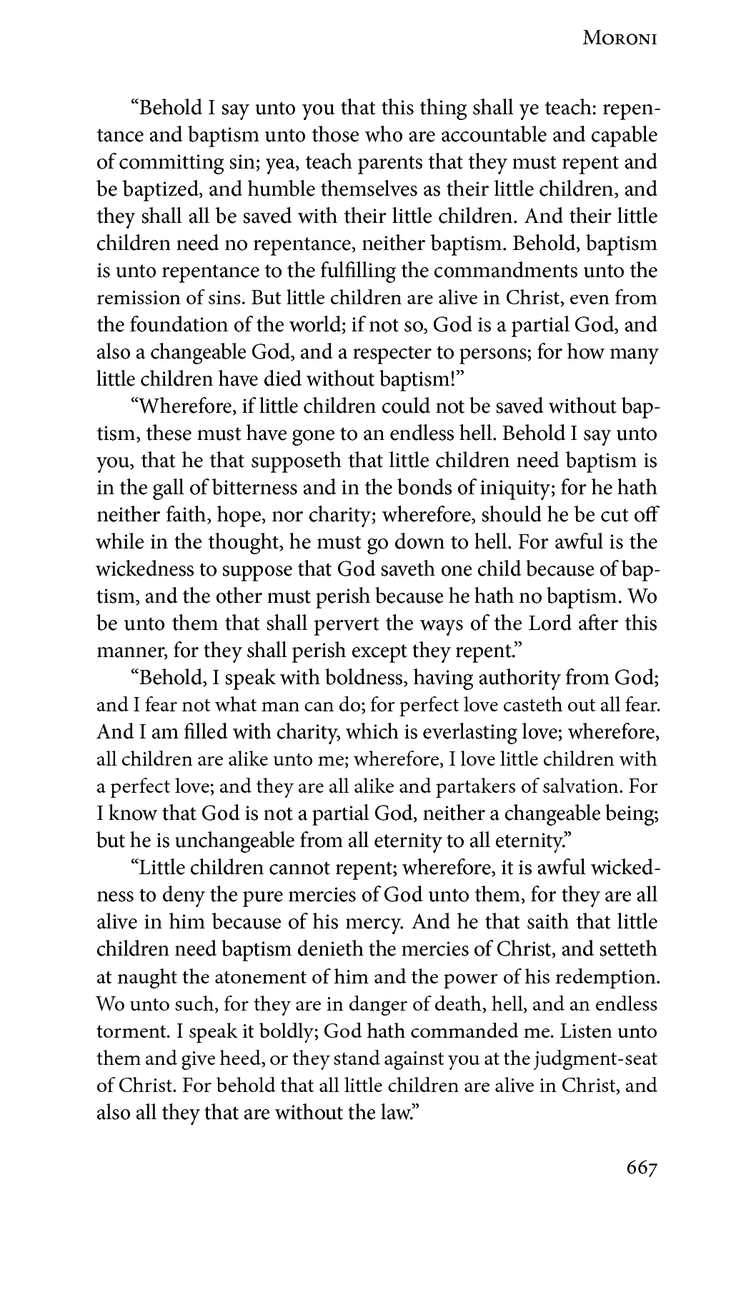 Moroni
“Behold I say unto you that this thing shall ye teach: repen-
tance and baptism unto those who are accountable and capable
of committing sin; yea, teach parents that they must repent and
be baptized, and humble themselves as their little children, and
they shall all be saved with their little children. And their little
children need no repentance, neither baptism. Behold, baptism
is unto repentance to the fulfilling the commandments unto the
remission of sins. But little children are alive in Christ, even from
the foundation of the world; if not so, God is a partial God, and
also a changeable God, and a respecter to persons; for how many
little children have died without baptism!”
“Wherefore, if little children could not be saved without bap-
tism, these must have gone to an endless hell. Behold I say unto
you, that he that supposeth that little children need baptism is
in the gall of bitterness and in the bonds of iniquity; for he hath
neither faith, hope, nor charity; wherefore, should he be cut off
while in the thought, he must go down to hell. For awful is the
wickedness to suppose that God saveth one child because of bap-
tism, and the other must perish because he hath no baptism. Wo
be unto them that shall pervert the ways of the Lord after this
manner, for they shall perish except they repent.”
“Behold, I speak with boldness, having authority from God;
and I fear not what man can do; for perfect love casteth out all fear.
And I am filled with charity, which is everlasting love; wherefore,
all children are alike unto me; wherefore, I love little children with
a perfect love; and they are all alike and partakers of salvation. For
I know that God is not a partial God, neither a changeable being;
but he is unchangeable from all eternity to all eternity.”
“Little children cannot repent; wherefore, it is awful wicked-
ness to deny the pure mercies of God unto them, for they are all
alive in him because of his mercy. And he that saith that little
children need baptism denieth the mercies of Christ, and setteth
at naught the atonement of him and the power of his redemption.
Wo unto such, for they are in danger of death, hell, and an endless
torment. I speak it boldly; God hath commanded me. Listen unto
them and give heed, or they stand against you at the judgment-seat
of Christ. For behold that all little children are alive in Christ, and
also all they that are without the law.”
667